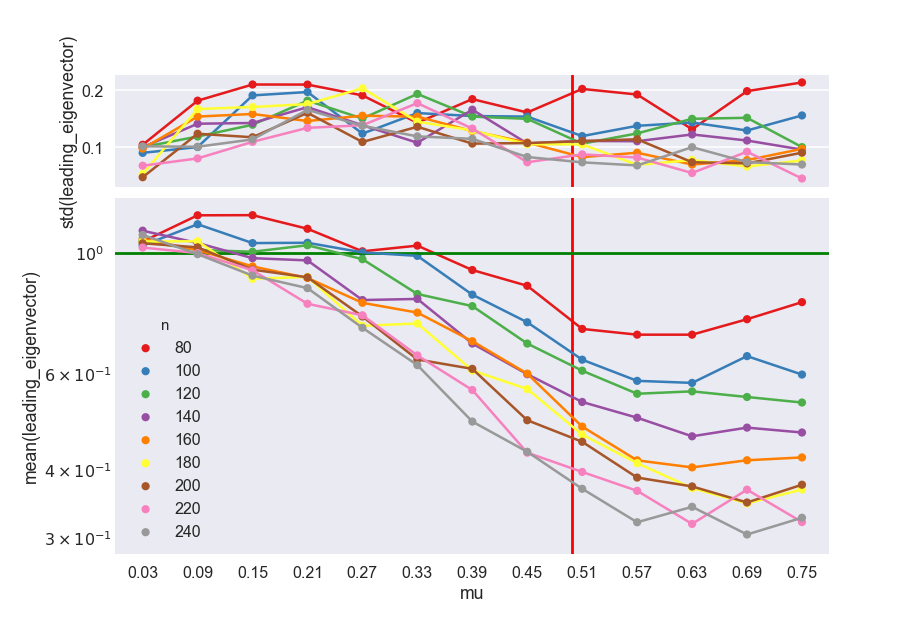 std(leading_eigenvector)
0.2
0.1
mean(leading_eigenvector)
10⁰
6 × 10⁻¹
4 × 10⁻¹
3 × 10⁻¹
n
80
100
120
140
160
180
200
220
240
0.03 0.09 0.15 0.21 0.27 0.33 0.39 0.45 0.51 0.57 0.63 0.69 0.75
mu